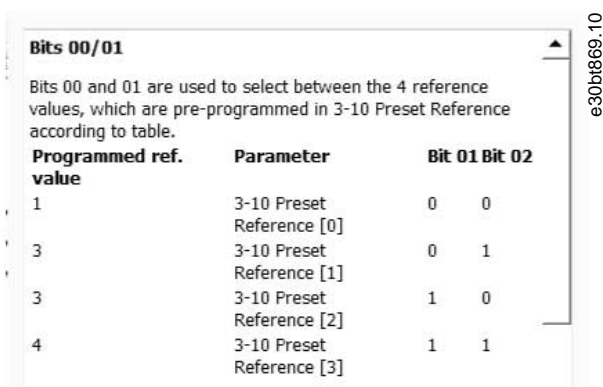 Bits 00/01
Bits 00 and 01 are used to select between the 4 reference
values, which are pre-programmed in 3-10 Preset Reference
according to table.
Programmed ref. Parameter Bit 01 Bit 02
value
1 3-10 Preset 0 0
Reference [0]
3 3-10 Preset 0 1
Reference [1]
3 3-10 Preset 1 0
Reference [2]
4 3-10 Preset 1 1
Reference [3]
e30bt869.10